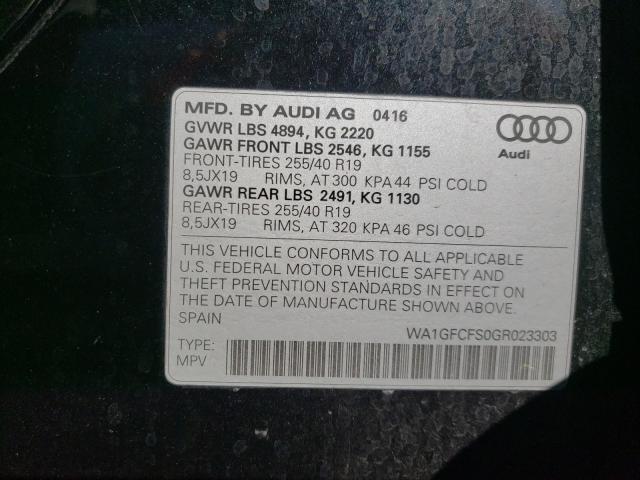 MFD. BY AUDI AG 0416
GVWR LBS 4894, KG 2220
GAWR FRONT LBS 2546, KG 1155
FRONT-TIRES 255/40 R19
8,5JX19 RIMS, AT 300 KPA 44 PSI COLD
GAWR REAR LBS 2491, KG 1130
REAR-TIRES 255/40 R19
8,5JX19 RIMS, AT 320 KPA 46 PSI COLD
Audi
THIS VEHICLE CONFORMS TO ALL APPLICABLE
U.S. FEDERAL MOTOR VEHICLE SAFETY AND
THEFT PREVENTION STANDARDS IN EFFECT ON
THE DATE OF MANUFACTURE SHOWN ABOVE.
SPAIN
WA1GFCFS0GR023303
TYPE:
MPV